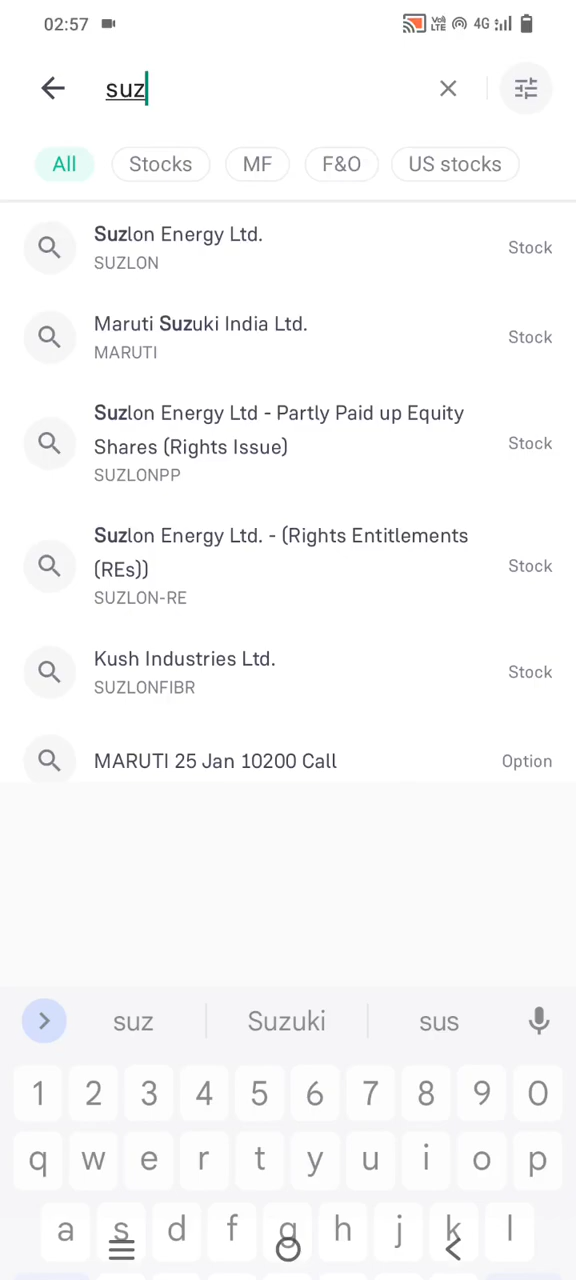 02:57 Vol) LTE 4G
suz
All Stocks MF F&O US stocks
Suzlon Energy Ltd.
SUZLON
Stock
Maruti Suzuki India Ltd.
MARUTI
Stock
Suzlon Energy Ltd - Partly Paid up Equity
Shares (Rights Issue)
SUZLONPP
Stock
Suzlon Energy Ltd. - (Rights Entitlements
(REs))
SUZLON-RE
Stock
Kush Industries Ltd.
SUZLONFIBR
Stock
MARUTI 25 Jan 10200 Call
Option
suz Suzuki sus
1 2 3 4 5 6 7 8 9 0
q w e r t y u i o p
a s d f g h j k l